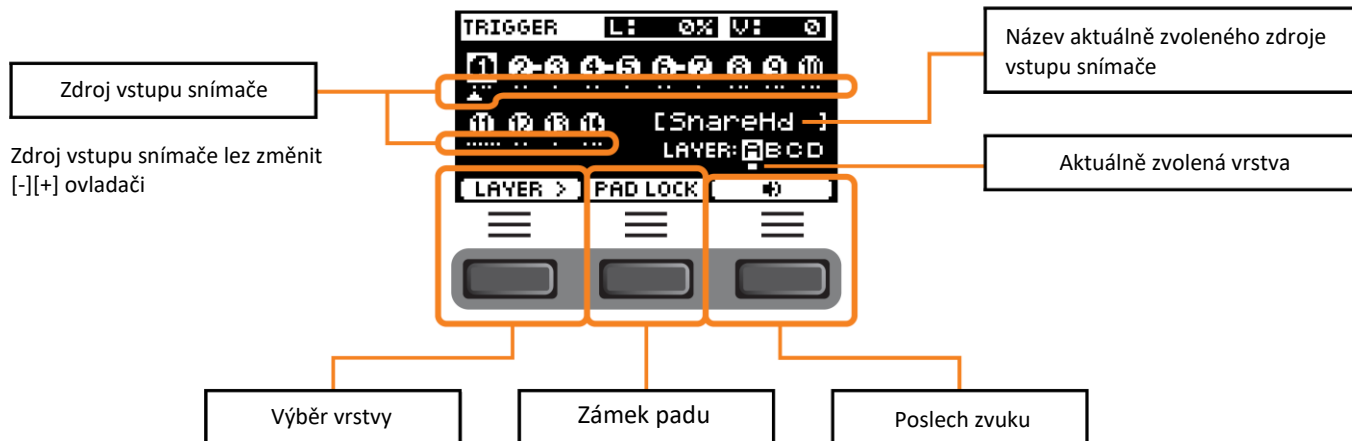 TRIGGER L: 0% V: 0
Název aktuálně zvoleného zdroje
vstupu snímače
Zdroj vstupu snímače
1 2-3 4-5 6-7 8 9 10
11 12 13 14 [SnareHd ]
LAYER: A B C D
Zdroj vstupu snímače lez změnit
[-][+] ovladači
Aktuálně zvolená vrstva
LAYER > PAD LOCK
Výběr vrstvy
Zámek padu
Poslech zvuku